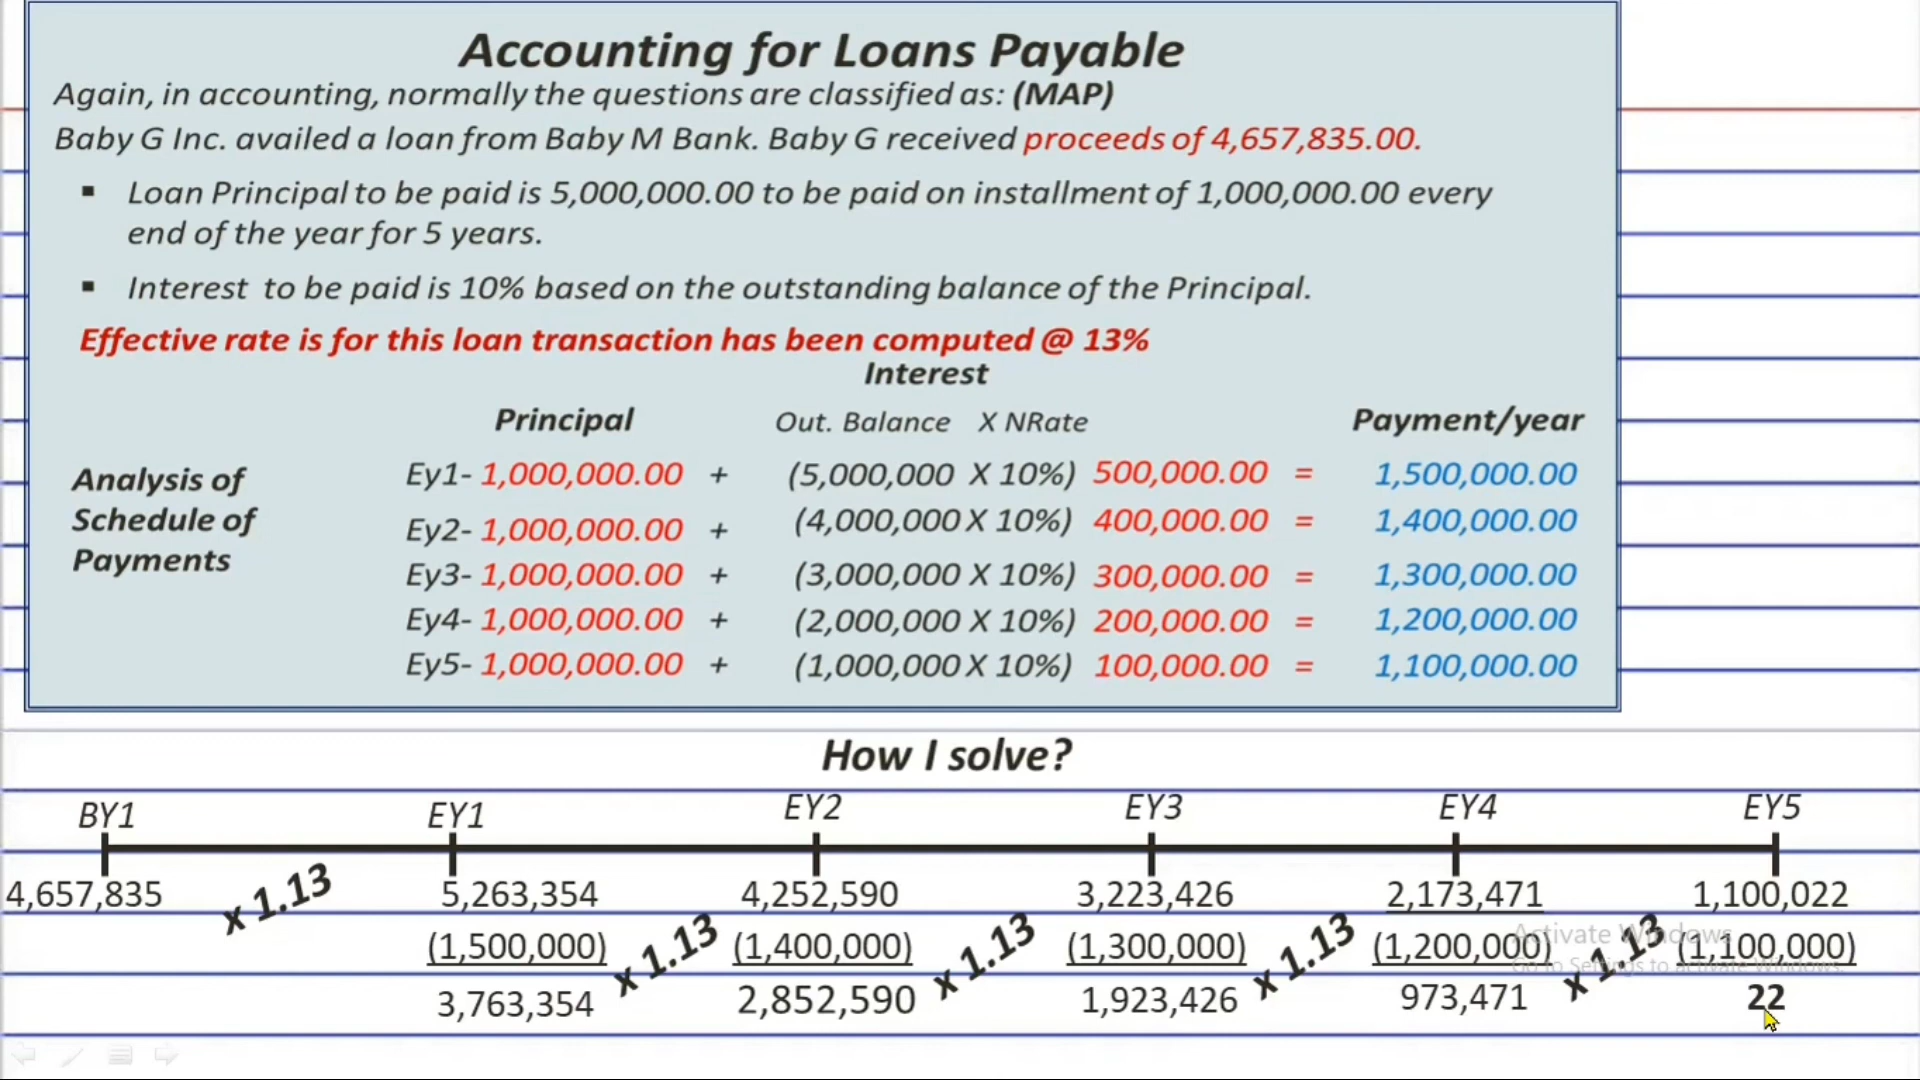 Accounting for Loans Payable
Again, in accounting, normally the questions are classified as: (MAP)
Baby G Inc. availed a loan from Baby M Bank. Baby G received proceeds of 4,657,835.00.
▪ Loan Principal to be paid is 5,000,000.00 to be paid on installment of 1,000,000.00 every
end of the year for 5 years.
▪ Interest to be paid is 10% based on the outstanding balance of the Principal.
Effective rate is for this loan transaction has been computed @ 13%
Interest
Principal Out. Balance X NRate Payment/year
Analysis of
Schedule of
Payments
Ey1- 1,000,000.00 + (5,000,000 X 10%) 500,000.00 = 1,500,000.00
Ey2- 1,000,000.00 + (4,000,000 X 10%) 400,000.00 = 1,400,000.00
Ey3- 1,000,000.00 + (3,000,000 X 10%) 300,000.00 = 1,300,000.00
Ey4- 1,000,000.00 + (2,000,000 X 10%) 200,000.00 = 1,200,000.00
Ey5- 1,000,000.00 + (1,000,000 X 10%) 100,000.00 = 1,100,000.00
How I solve?
BY1 EY1 EY2 EY3 EY4 EY5
4,657,835 x 1.13 5,263,354 4,252,590 3,223,426 2,173,471 1,100,022
(1,500,000) x 1.13 (1,400,000) x 1.13 (1,300,000) x 1.13 (1,200,000) x 1.13 (1,100,000)
3,763,354 2,852,590 1,923,426 973,471 22
Activate Windows
Go to Settings to activate Windows.